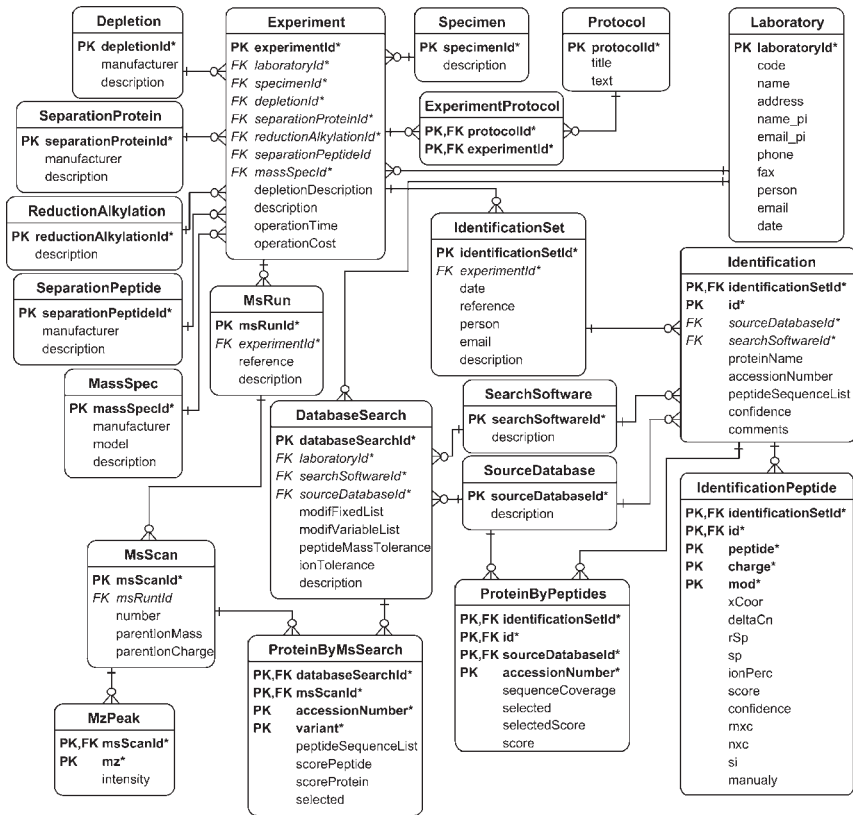 Depletion
PK depletionId*
manufacturer
description
SeparationProtein
PK separationProteinId*
manufacturer
description
ReductionAlkylation
PK reductionAlkylationId*
description
SeparationPeptide
PK separationPeptideId*
manufacturer
description
MassSpec
PK massSpecId*
manufacturer
model
description
Experiment
PK experimentId*
FK laboratoryId*
FK specimenId*
FK depletionId*
FK separationProteinId*
FK reductionAlkylationId*
FK separationPeptideId
FK massSpecId*
depletionDescription
description
operationTime
operationCost
Specimen
PK specimenId*
description
Protocol
PK protocolId*
title
text
ExperimentProtocol
PK,FK protocolId*
PK,FK experimentId*
Laboratory
PK laboratoryId*
code
name
address
name_pi
email_pi
phone
fax
person
email
date
IdentificationSet
PK identificationSetId*
FK experimentId*
date
reference
person
email
description
Identification
PK,FK identificationSetId*
PK id*
FK sourceDatabaseId*
FK searchSoftwareId*
proteinName
accessionNumber
peptideSequenceList
confidence
comments
MsRun
PK msRunId*
FK experimentId*
reference
description
DatabaseSearch
PK databaseSearchId*
FK laboratoryId*
FK searchSoftwareId*
FK sourceDatabaseId*
modifFixedList
modifVariableList
peptideMassTolerance
ionTolerance
description
SearchSoftware
PK searchSoftwareId*
description
SourceDatabase
PK sourceDatabaseId*
description
IdentificationPeptide
PK,FK identificationSetId*
PK,FK id*
PK peptide*
PK charge*
PK mod*
xCoor
deltaCn
rSp
sp
ionPerc
score
confidence
mxc
nxc
si
manualy
MsScan
PK msScanId*
FK msRuntId
number
parentIonMass
parentIonCharge
MzPeak
PK,FK msScanId*
PK mz*
intensity
ProteinByMsSearch
PK,FK databaseSearchId*
PK,FK msScanId*
PK accessionNumber*
PK variant*
peptideSequenceList
scorePeptide
scoreProtein
selected
ProteinByPeptides
PK,FK identificationSetId*
PK,FK id*
PK,FK sourceDatabaseId*
PK accessionNumber*
sequenceCoverage
selected
selectedScore
score